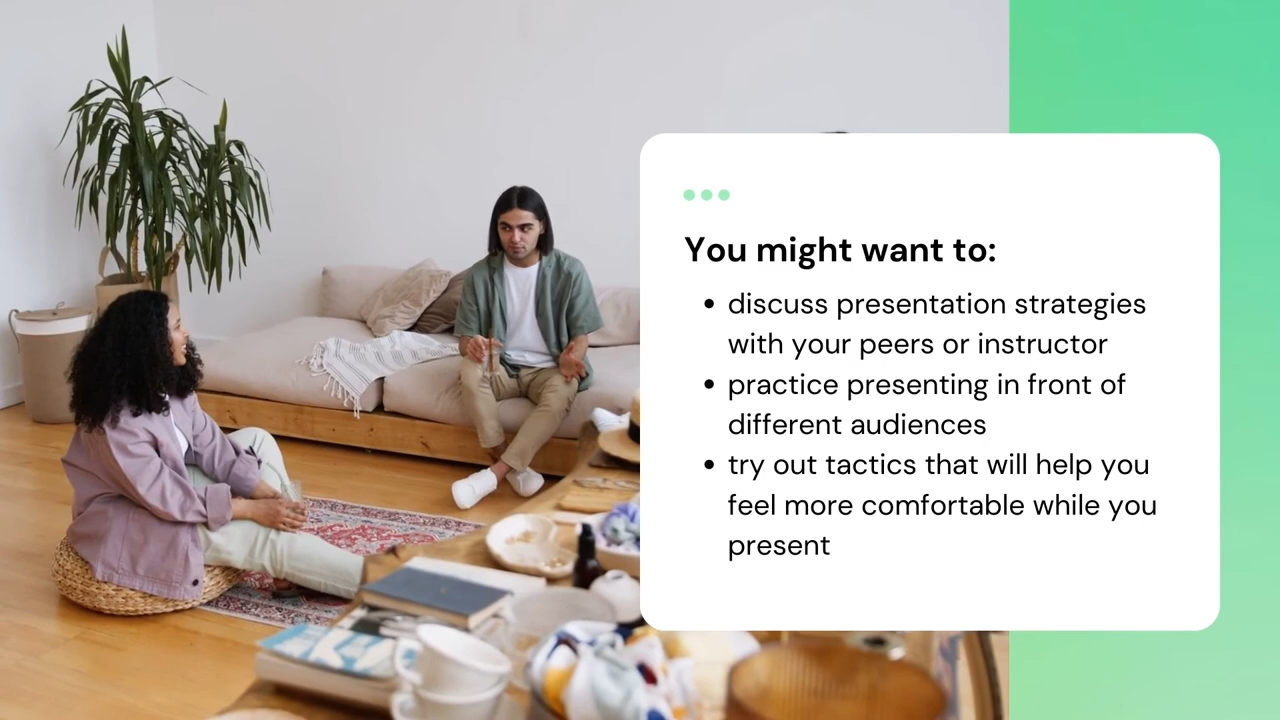 You might want to:
• discuss presentation strategies
with your peers or instructor
• practice presenting in front of
different audiences
• try out tactics that will help you
feel more comfortable while you
present